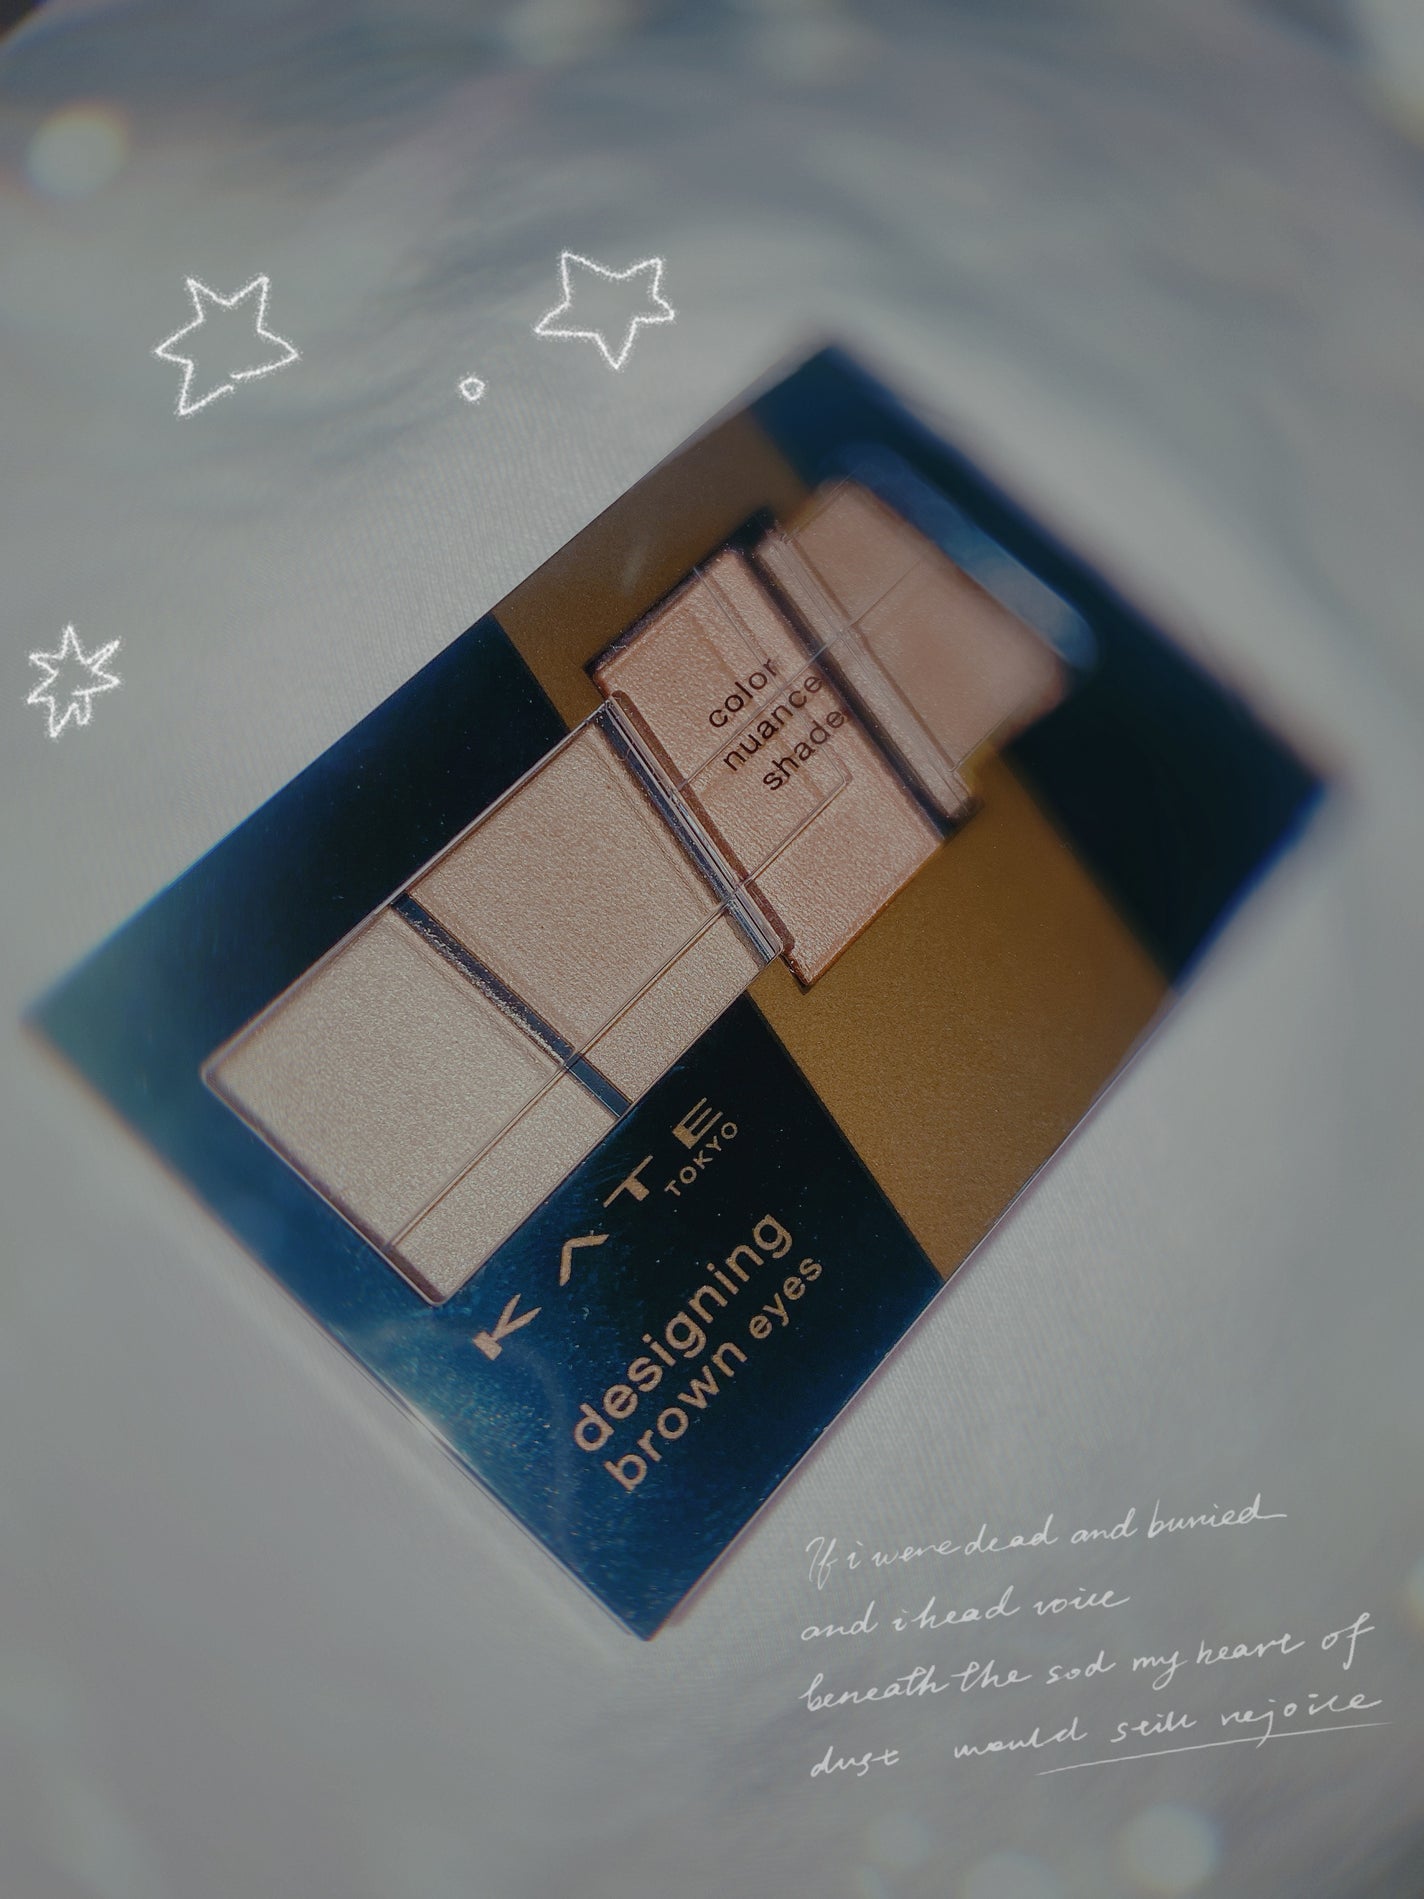 color
nuance
shade
KATE
TOKYO
designing
brown eyes
If i were dead and buried
and i head voice
beneath the sod my heart of
dust would still rejoice